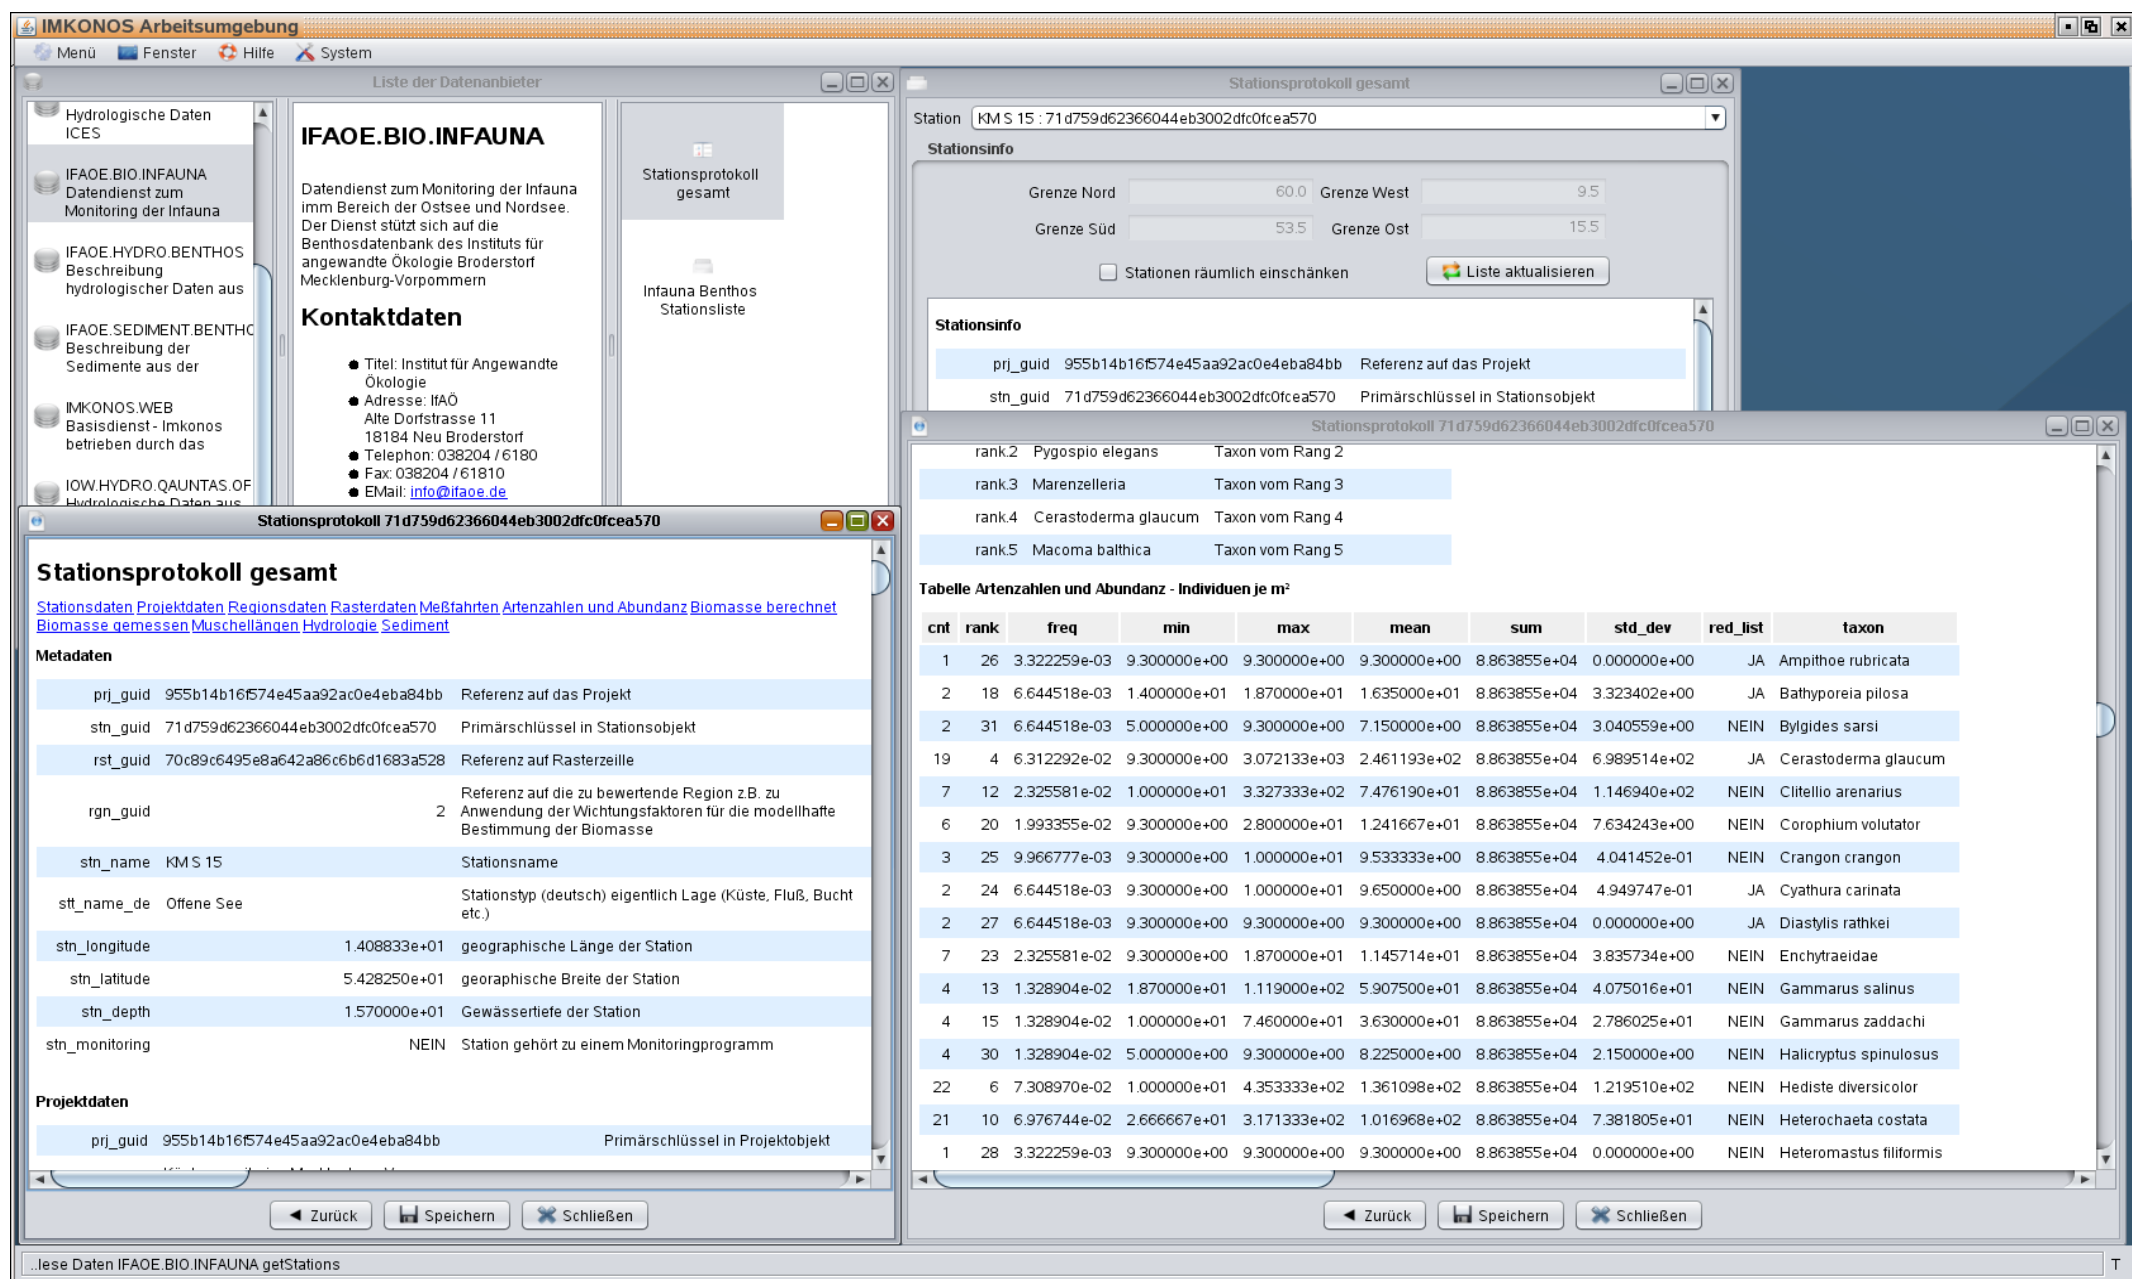 IMKONOS Arbeitsumgebung
Menü Fenster Hilfe System
Liste der Datenanbieter
Hydrologische Daten
ICES
IFAOE.BIO.INFAUNA
Datendienst zum
Monitoring der Infauna
IFAOE.HYDRO.BENTHOS
Beschreibung
hydrologischer Daten aus
IFAOE.SEDIMENT.BENTHO
Beschreibung der
Sedimente aus der
IMKONOS.WEB
Basisdienst - Imkonos
betrieben durch das
IOW.HYDRO.QAUNTAS.OF
Hydrologische Daten aus
IFAOE.BIO.INFAUNA
Datendienst zum Monitoring der Infauna
imm Bereich der Ostsee und Nordsee.
Der Dienst stützt sich auf die
Benthosdatenbank des Instituts für
angewandte Ökologie Broderstorf
Mecklenburg-Vorpommern
Kontaktdaten
Titel: Institut für Angewandte
Ökologie
Adresse: IfAÖ
Alte Dorfstrasse 11
18184 Neu Broderstorf
Telephon: 038204 / 6180
Fax: 038204 / 61810
EMail: info@ifaoe.de
Stationsprotokoll
gesamt
Infauna Benthos
Stationsliste
Stationsprotokoll gesamt
Station KM S 15 : 71d759d62366044eb3002dfc0fcea570
Stationsinfo
Grenze Nord 60.0 Grenze West 9.5
Grenze Süd 53.5 Grenze Ost 15.5
Stationen räumlich einschänken Liste aktualisieren
Stationsinfo
prj_guid 955b14b16f574e45aa92ac0e4eba84bb Referenz auf das Projekt
stn_guid 71d759d62366044eb3002dfc0fcea570 Primärschlüssel in Stationsobjekt
Stationsprotokoll 71d759d62366044eb3002dfc0fcea570
Stationsprotokoll gesamt
Stationsdaten Projektdaten Regionsdaten Rasterdaten Meßfahrten Artenzahlen und Abundanz Biomasse berechnet
Biomasse gemessen Muschellängen Hydrologie Sediment
Metadaten
prj_guid 955b14b16f574e45aa92ac0e4eba84bb Referenz auf das Projekt
stn_guid 71d759d62366044eb3002dfc0fcea570 Primärschlüssel in Stationsobjekt
rst_guid 70c89c6495e8a642a86c6b6d1683a528 Referenz auf Rasterzeille
Referenz auf die zu bewertende Region z.B. zu
rgn_guid 2 Anwendung der Wichtungsfaktoren für die modellhafte
Bestimmung der Biomasse
stn_name KM S 15 Stationsname
stt_name_de Offene See Stationstyp (deutsch) eigentlich Lage (Küste, Fluß, Bucht
etc.)
stn_longitude 1.408833e+01 geographische Länge der Station
stn_latitude 5.428250e+01 georaphische Breite der Station
stn_depth 1.570000e+01 Gewässertiefe der Station
stn_monitoring NEIN Station gehört zu einem Monitoringprogramm
Projektdaten
prj_guid 955b14b16f574e45aa92ac0e4eba84bb Primärschlüssel in Projektobjekt
Zurück Speichern Schließen
Stationsprotokoll 71d759d62366044eb3002dfc0fcea570
rank.2 Pygospio elegans Taxon vom Rang 2
rank.3 Marenzelleria Taxon vom Rang 3
rank.4 Cerastoderma glaucum Taxon vom Rang 4
rank.5 Macoma balthica Taxon vom Rang 5
Tabelle Artenzahlen und Abundanz - Individuen je m²
cnt rank freq min max mean sum std_dev red_list taxon
1 26 3.322259e-03 9.300000e+00 9.300000e+00 9.300000e+00 8.863855e+04 0.000000e+00 JA Ampithoe rubricata
2 18 6.644518e-03 1.400000e+01 1.870000e+01 1.635000e+01 8.863855e+04 3.323402e+00 JA Bathyporeia pilosa
2 31 6.644518e-03 5.000000e+00 9.300000e+00 7.150000e+00 8.863855e+04 3.040559e+00 NEIN Bylgides sarsi
19 4 6.312292e-02 9.300000e+00 3.072133e+03 2.461193e+02 8.863855e+04 6.989514e+02 JA Cerastoderma glaucum
7 12 2.325581e-02 1.000000e+01 3.327333e+02 7.476190e+01 8.863855e+04 1.146940e+02 NEIN Clitellio arenarius
6 20 1.993355e-02 9.300000e+00 2.800000e+01 1.241667e+01 8.863855e+04 7.634243e+00 NEIN Corophium volutator
3 25 9.966777e-03 9.300000e+00 1.000000e+01 9.533333e+00 8.863855e+04 4.041452e-01 NEIN Crangon crangon
2 24 6.644518e-03 9.300000e+00 1.000000e+01 9.650000e+00 8.863855e+04 4.949747e-01 JA Cyathura carinata
2 27 6.644518e-03 9.300000e+00 9.300000e+00 9.300000e+00 8.863855e+04 0.000000e+00 JA Diastylis rathkei
7 23 2.325581e-02 9.300000e+00 1.870000e+01 1.145714e+01 8.863855e+04 3.835734e+00 NEIN Enchytraeidae
4 13 1.328904e-02 1.870000e+01 1.119000e+02 5.907500e+01 8.863855e+04 4.075016e+01 NEIN Gammarus salinus
4 15 1.328904e-02 1.000000e+01 7.460000e+01 3.630000e+01 8.863855e+04 2.786025e+01 NEIN Gammarus zaddachi
4 30 1.328904e-02 5.000000e+00 9.300000e+00 8.225000e+00 8.863855e+04 2.150000e+00 NEIN Halicryptus spinulosus
22 6 7.308970e-02 1.000000e+01 4.353333e+02 1.361098e+02 8.863855e+04 1.219510e+02 NEIN Hediste diversicolor
21 10 6.976744e-02 2.666667e+01 3.171333e+02 1.016968e+02 8.863855e+04 7.381805e+01 NEIN Heterochaeta costata
1 28 3.322259e-03 9.300000e+00 9.300000e+00 9.300000e+00 8.863855e+04 0.000000e+00 NEIN Heteromastus filiformis
Zurück Speichern Schließen
..lese Daten IFAOE.BIO.INFAUNA getStations
T